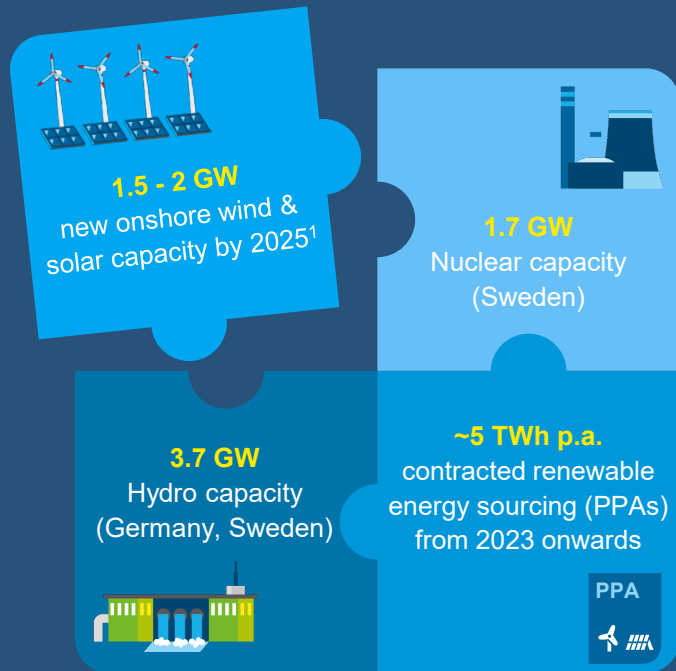 1.5 - 2 GW
new onshore wind &
solar capacity by 2025¹
1.7 GW
Nuclear capacity
(Sweden)
3.7 GW
Hydro capacity
(Germany, Sweden)
~5 TWh p.a.
contracted renewable
energy sourcing (PPAs)
from 2023 onwards
PPA